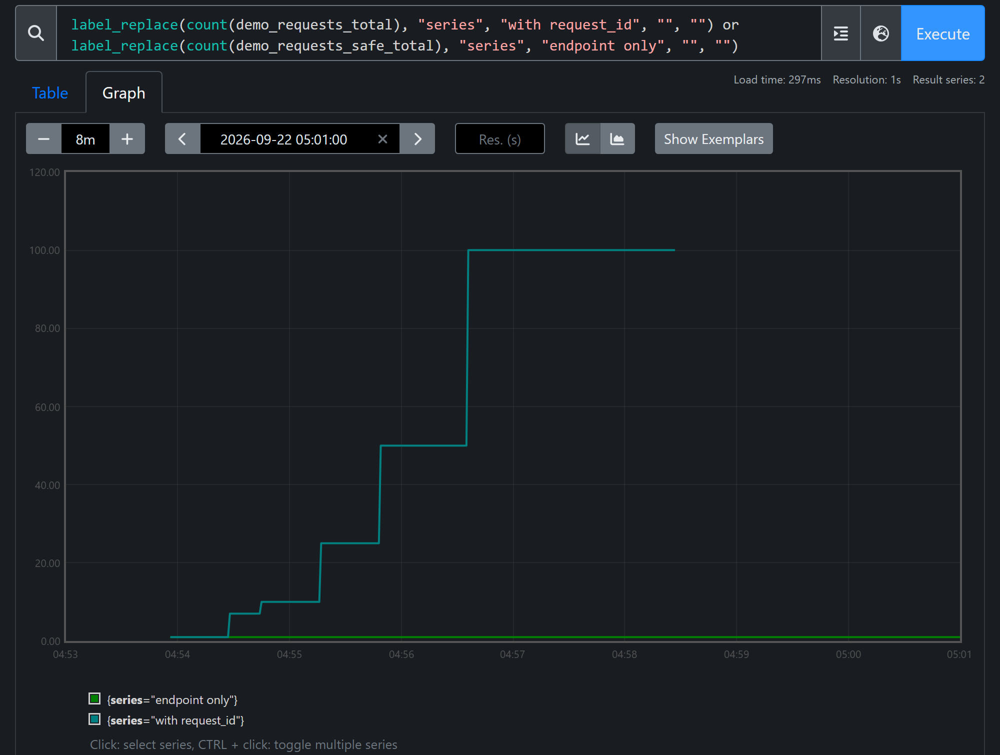 label_replace(count(demo_requests_total), "series", "with request_id", "", "") or
label_replace(count(demo_requests_safe_total), "series", "endpoint only", "", "")
Execute
Load time: 297ms Resolution: 1s Result series: 2
Table
Graph
8m
2026-09-22 05:01:00
Res. (s)
Show Exemplars
120.00
100.00
80.00
60.00
40.00
20.00
0.00
04:53 04:54 04:55 04:56 04:57 04:58 04:59 05:00 05:01
{series="endpoint only"}
{series="with request_id"}
Click: select series, CTRL + click: toggle multiple series